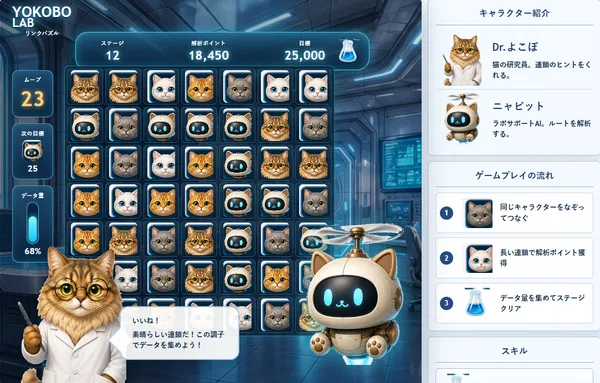 YOKOBO
LAB
リンクパズル
ステージ
12
解析ポイント
18,450
目標
25,000
ムーブ
23
次の目標
25
データ量
68%
いいね！
素晴らしい連鎖だ！この調子
でデータを集めよう！
キャラクター紹介
Dr.よこぼ
猫の研究員。連鎖のヒントをく
れる。
ニャビット
ラボサポートAI。ルートを解析
する。
ゲームプレイの流れ
1
同じキャラクターをなぞっ
てつなぐ
2
長い連鎖で解析ポイント獲
得
3
データ量を集めてステージ
クリア
スキル